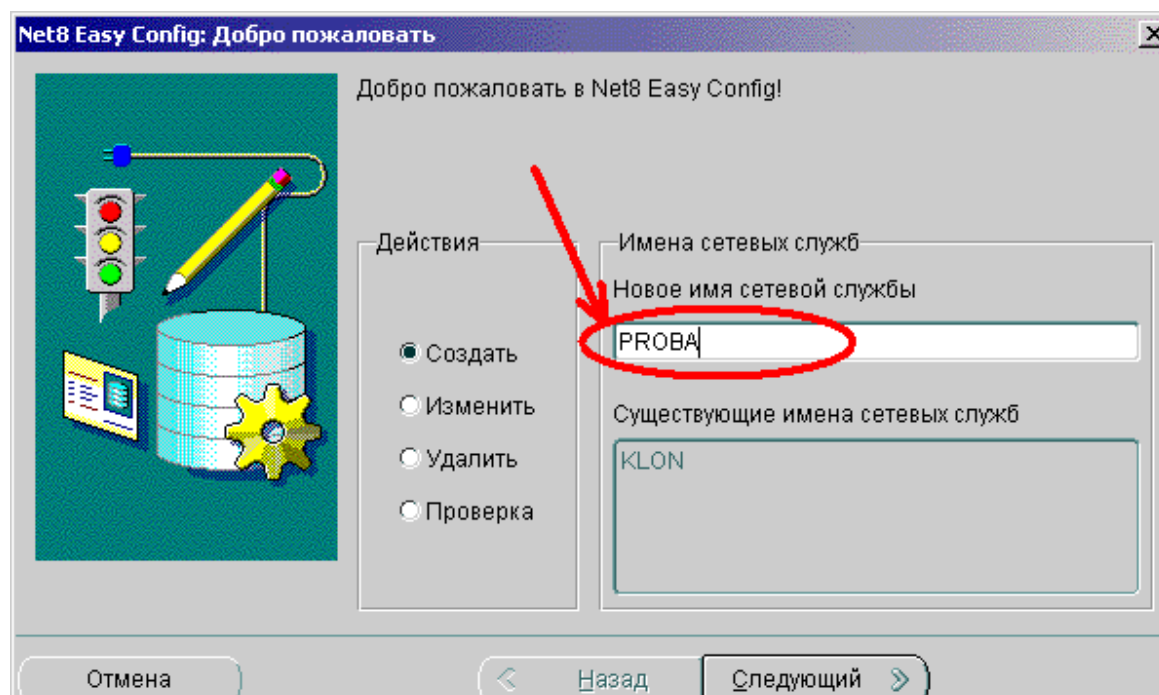 Net8 Easy Config: Добро пожаловать
Добро пожаловать в Net8 Easy Config!
Действия
Создать
Изменить
Удалить
Проверка
Имена сетевых служб
Новое имя сетевой службы
PROBA
Существующие имена сетевых служб
KLON
Отмена
Назад
Следующий